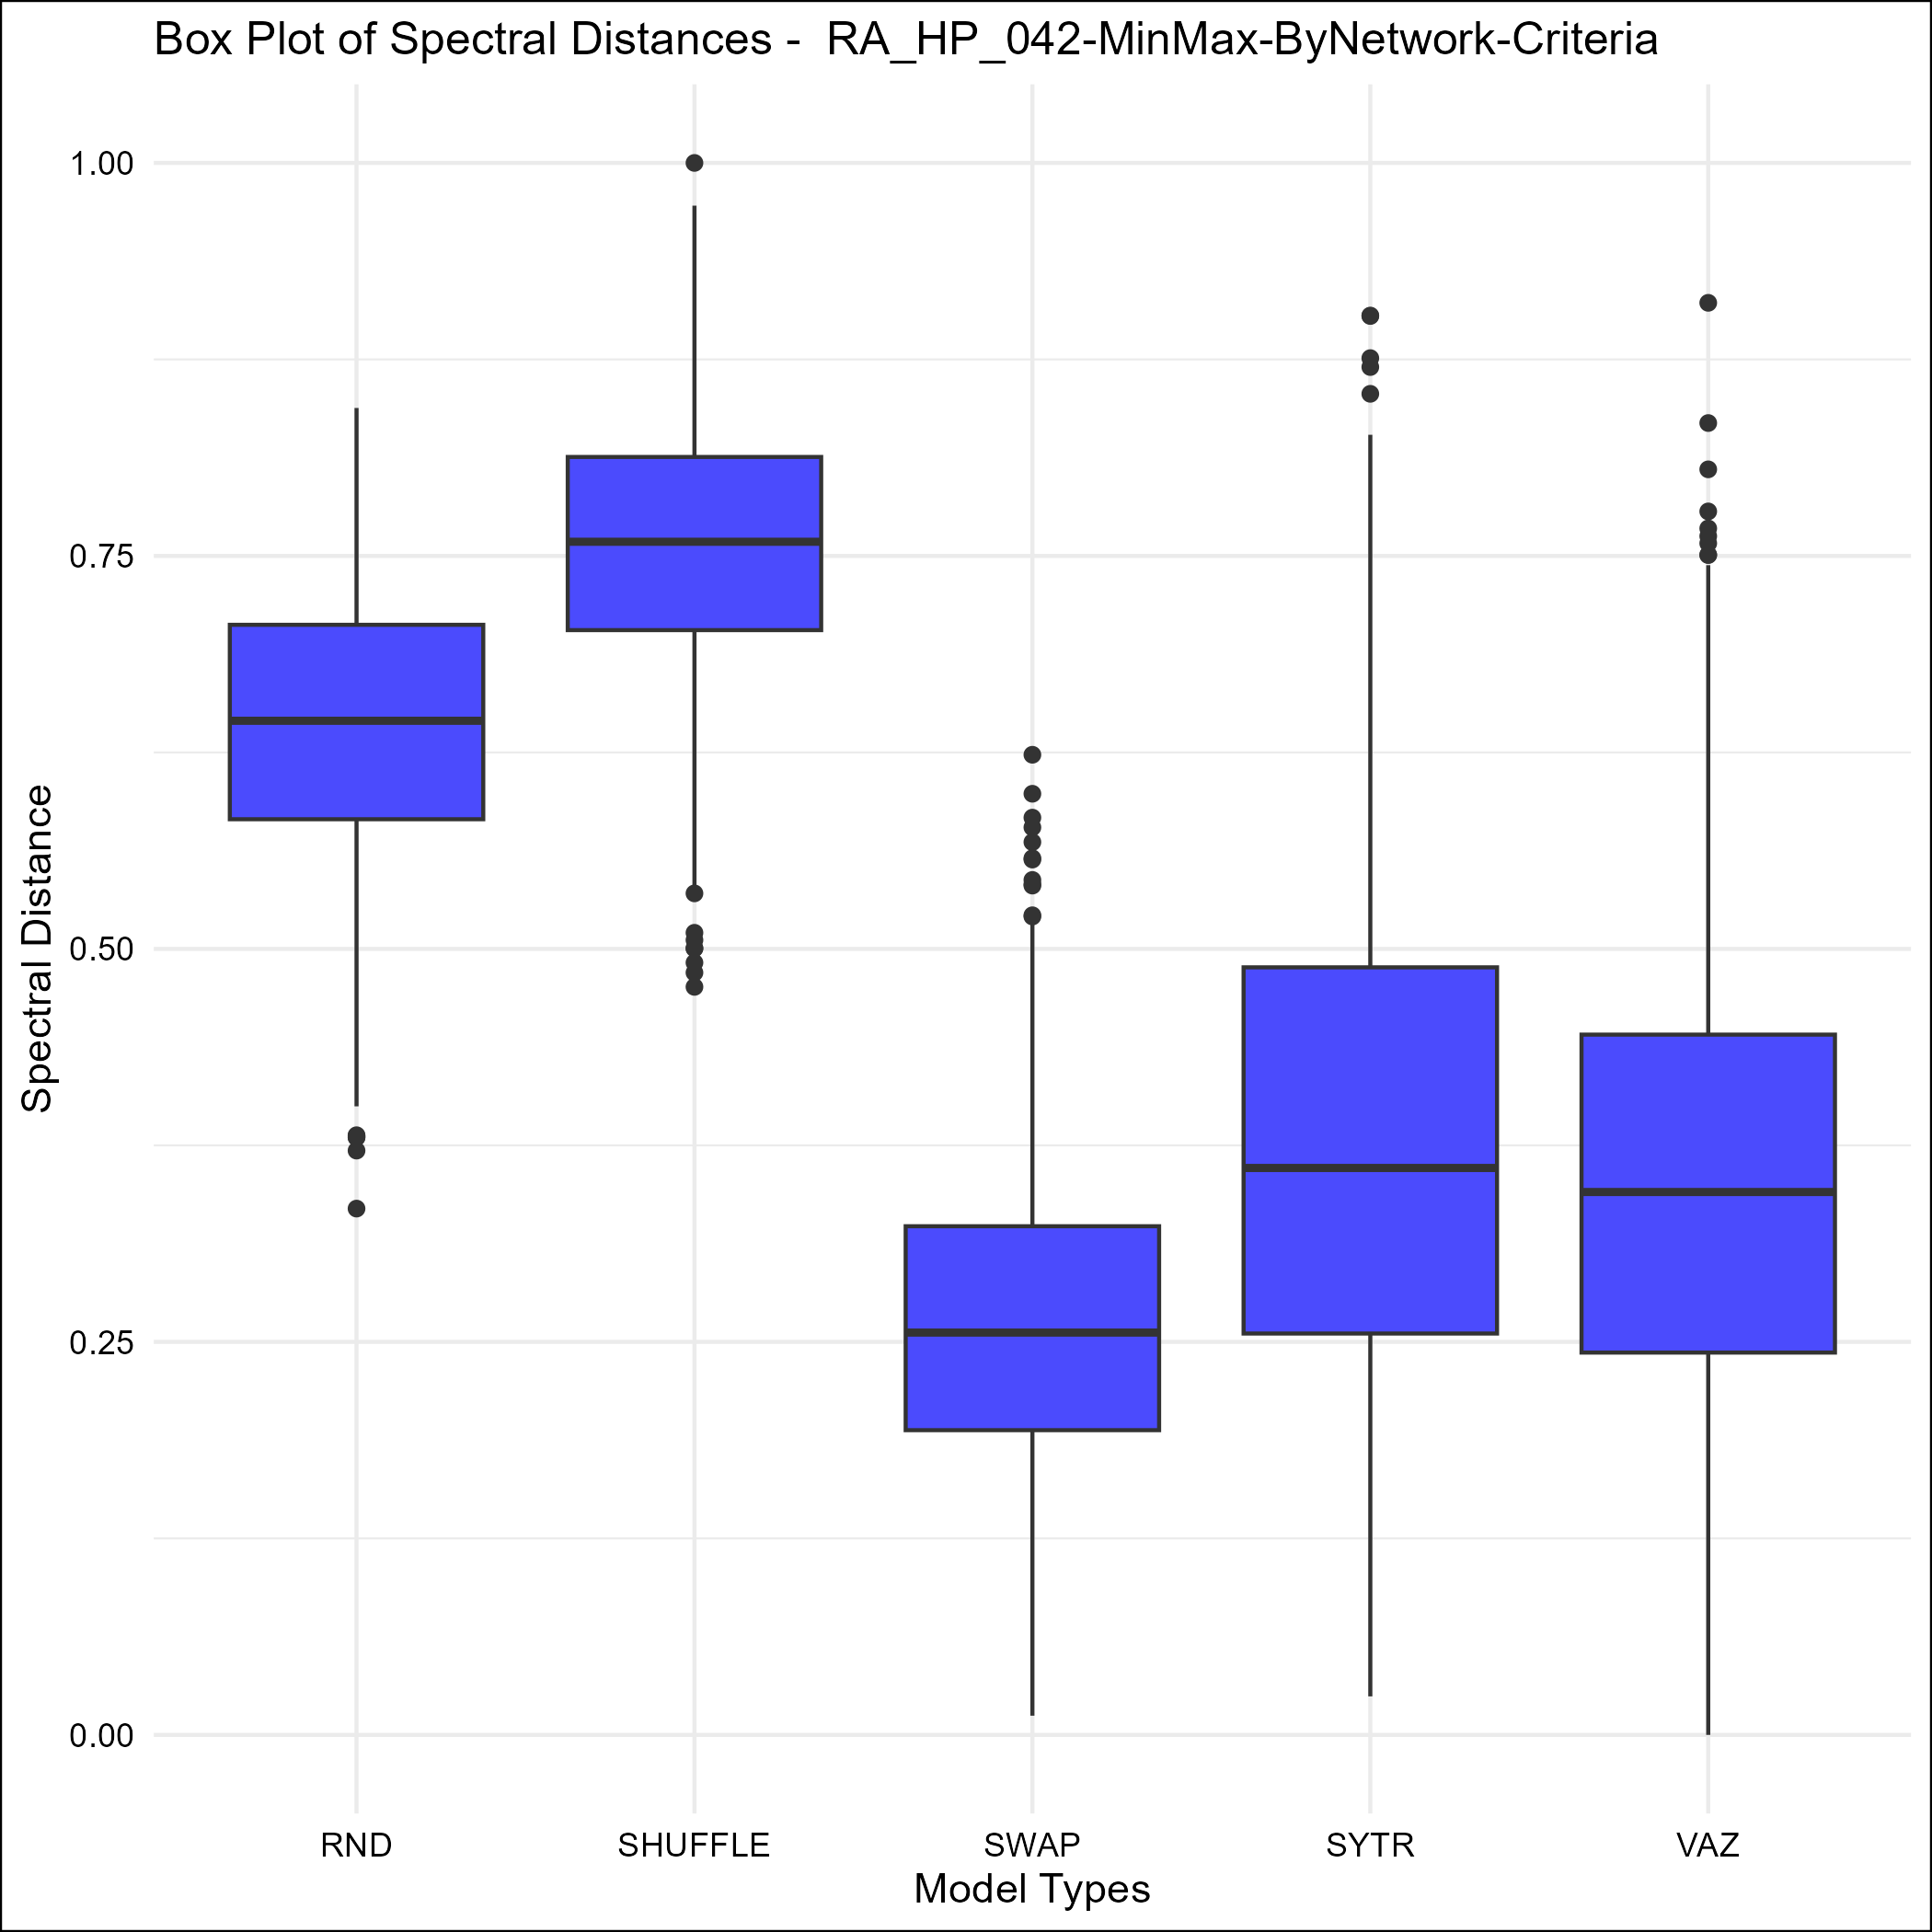 Box Plot of Spectral Distances -  RA_HP_042-MinMax-ByNetwork-Criteria
Spectral Distance
1.00
0.75
0.50
0.25
0.00
RND SHUFFLE SWAP SYTR VAZ
Model Types